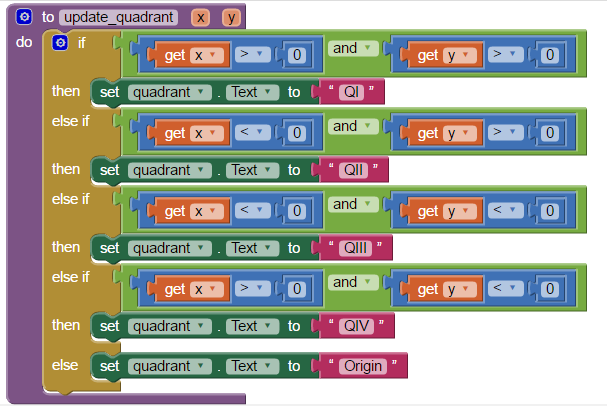 to update_quadrant x y
do if get x > 0 and get y > 0
then set quadrant . Text to " QI "
else if get x < 0 and get y > 0
then set quadrant . Text to " QII "
else if get x < 0 and get y < 0
then set quadrant . Text to " QIII "
else if get x > 0 and get y < 0
then set quadrant . Text to " QIV "
else set quadrant . Text to " Origin "